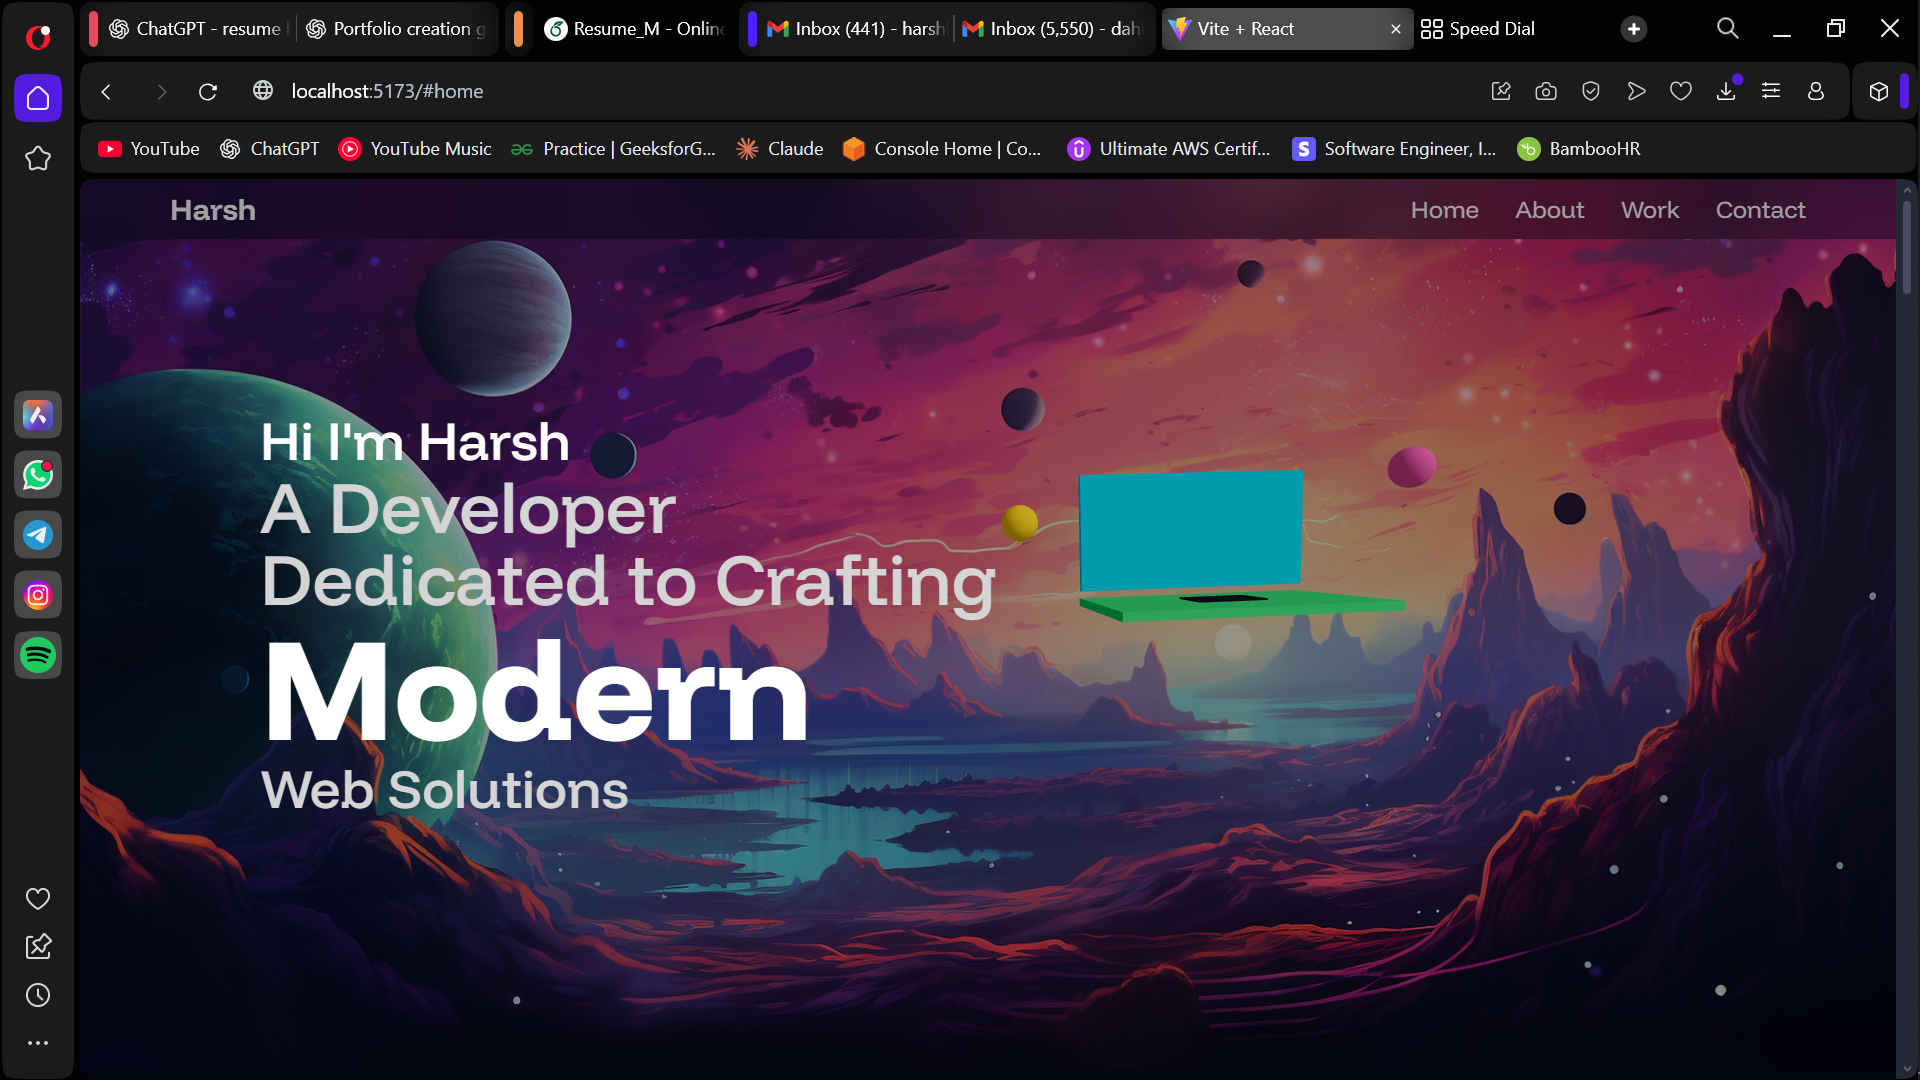 ChatGPT - resume
Portfolio creation
Resume_M - Online
Inbox (441) - harsh
Inbox (5,550) - dah
Vite + React
Speed Dial
localhost:5173/#home
YouTube
ChatGPT
YouTube Music
Practice | GeeksforG...
Claude
Console Home | Co...
Ultimate AWS Certif...
Software Engineer, I...
BambooHR
Harsh
Home
About
Work
Contact
Hi I'm Harsh
A Developer
Dedicated to Crafting
Modern
Web Solutions